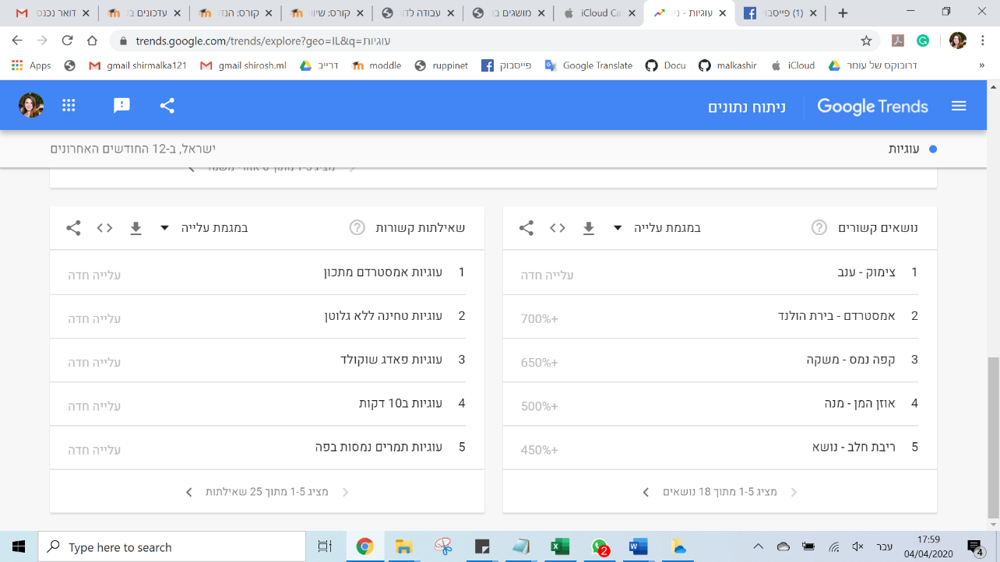 דואר נכנס
עדכונים ב
קורס: הנדו
קורס: שיוו
עבודה לדו
מושגים בס
iCloud Ca
עוגיות - ני
(1) פייסבו
trends.google.com/trends/explore?geo=IL&q=עוגיות
Apps
gmail shirmalka121
gmail shirosh.ml
דרייב
moddle
ruppinet
פייסבוק
Google Translate
Docu
malkashir
iCloud
דרובוקס של עומר
»
Google Trends
ניתוח נתונים
עוגיות
ישראל, ב-12 החודשים האחרונים
נושאים קשורים
במגמת עלייה
1 צימוק - ענב עלייה חדה
2 אמסטרדם - בירת הולנד +700%
3 קפה נמס - משקה +650%
4 אוזן המן - מנה +500%
5 ריבת חלב - נושא +450%
מציג 1-5 מתוך 18 נושאים
שאילתות קשורות
במגמת עלייה
1 עוגיות אמסטרדם מתכון עלייה חדה
2 עוגיות טחינה ללא גלוטן עלייה חדה
3 עוגיות פאדג שוקולד עלייה חדה
4 עוגיות ב10 דקות עלייה חדה
5 עוגיות תמרים נמסות בפה עלייה חדה
מציג 1-5 מתוך 25 שאילתות
Type here to search
2
עבר
17:59
04/04/2020
4